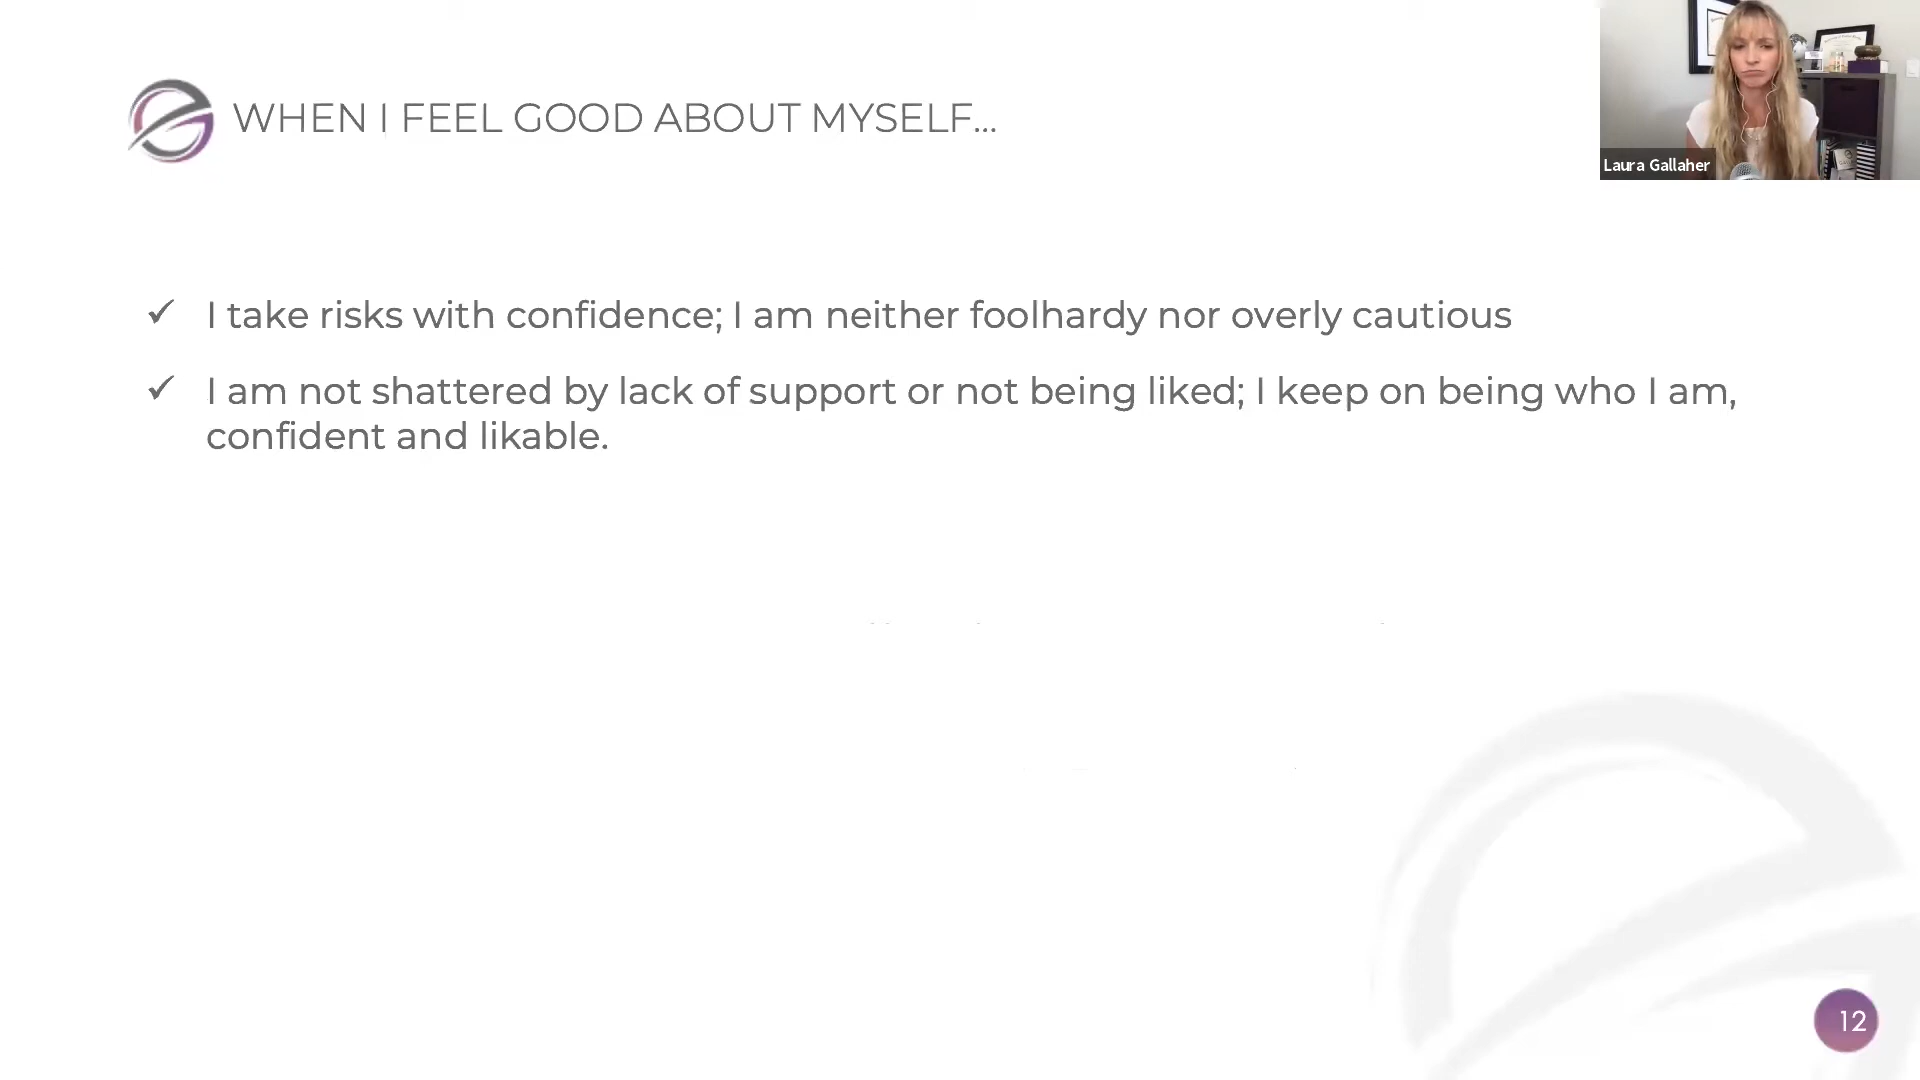 WHEN I FEEL GOOD ABOUT MYSELF...
Laura Gallaher
I take risks with confidence; I am neither foolhardy nor overly cautious
I am not shattered by lack of support or not being liked; I keep on being who I am,
confident and likable.
12